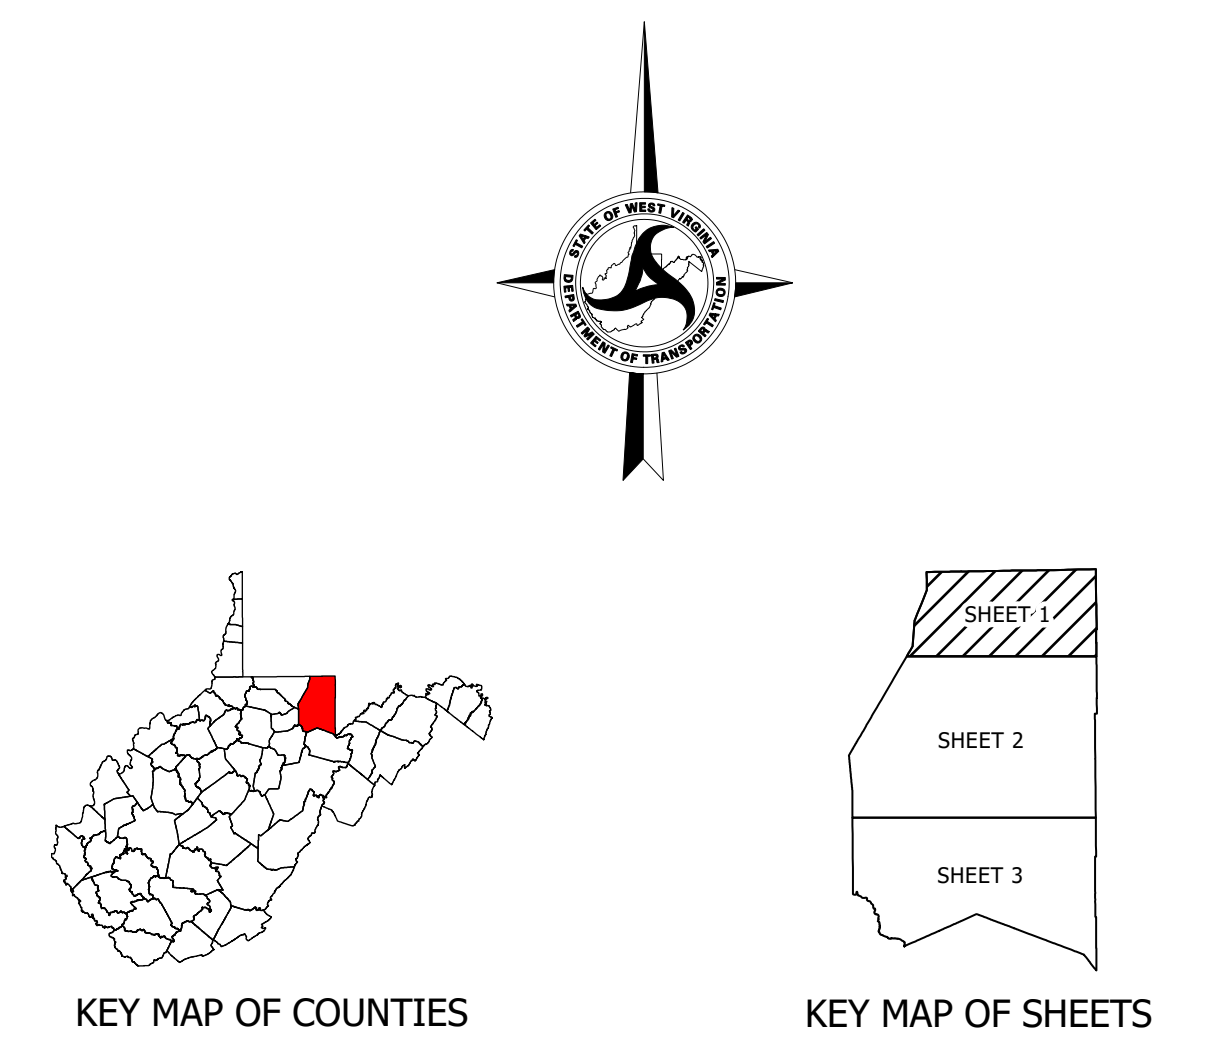 STATE OF WEST VIRGINIA
DEPARTMENT OF TRANSPORTATION
SHEET 1
SHEET 2
SHEET 3
KEY MAP OF COUNTIES
KEY MAP OF SHEETS